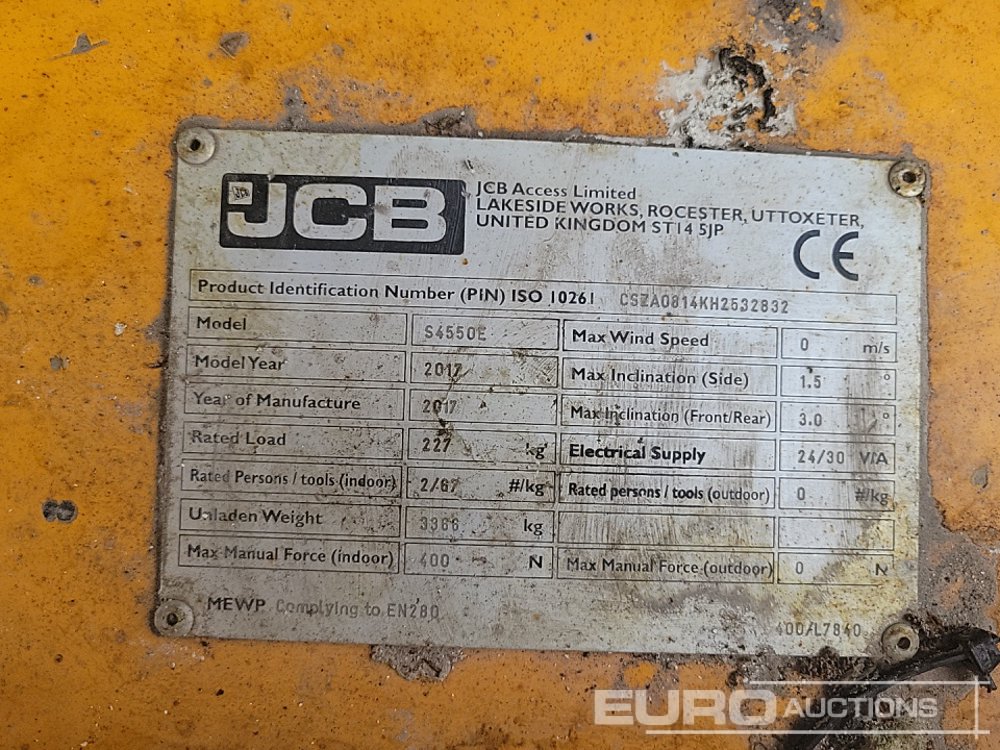 JCB
JCB Access Limited
LAKESIDE WORKS, ROCESTER, UTTOXETER,
UNITED KINGDOM ST14 5JP
CE
Product Identification Number (PIN) ISO 10261 CSZA0814KH2532832
Model S4550E Max Wind Speed 0 m/s
Model Year 2017 Max Inclination (Side) 1.5 °
Year of Manufacture 2017 Max Inclination (Front/Rear) 3.0 °
Rated Load 227 kg Electrical Supply 24/30 V/A
Rated Persons / tools (indoor) 2/67 #/kg Rated persons / tools (outdoor) 0 #/kg
Unladen Weight 3366 kg
Max Manual Force (indoor) 400 N Max Manual Force (outdoor) 0 N
MEWP Complying to EN280
400/L7840
EURO AUCTIONS